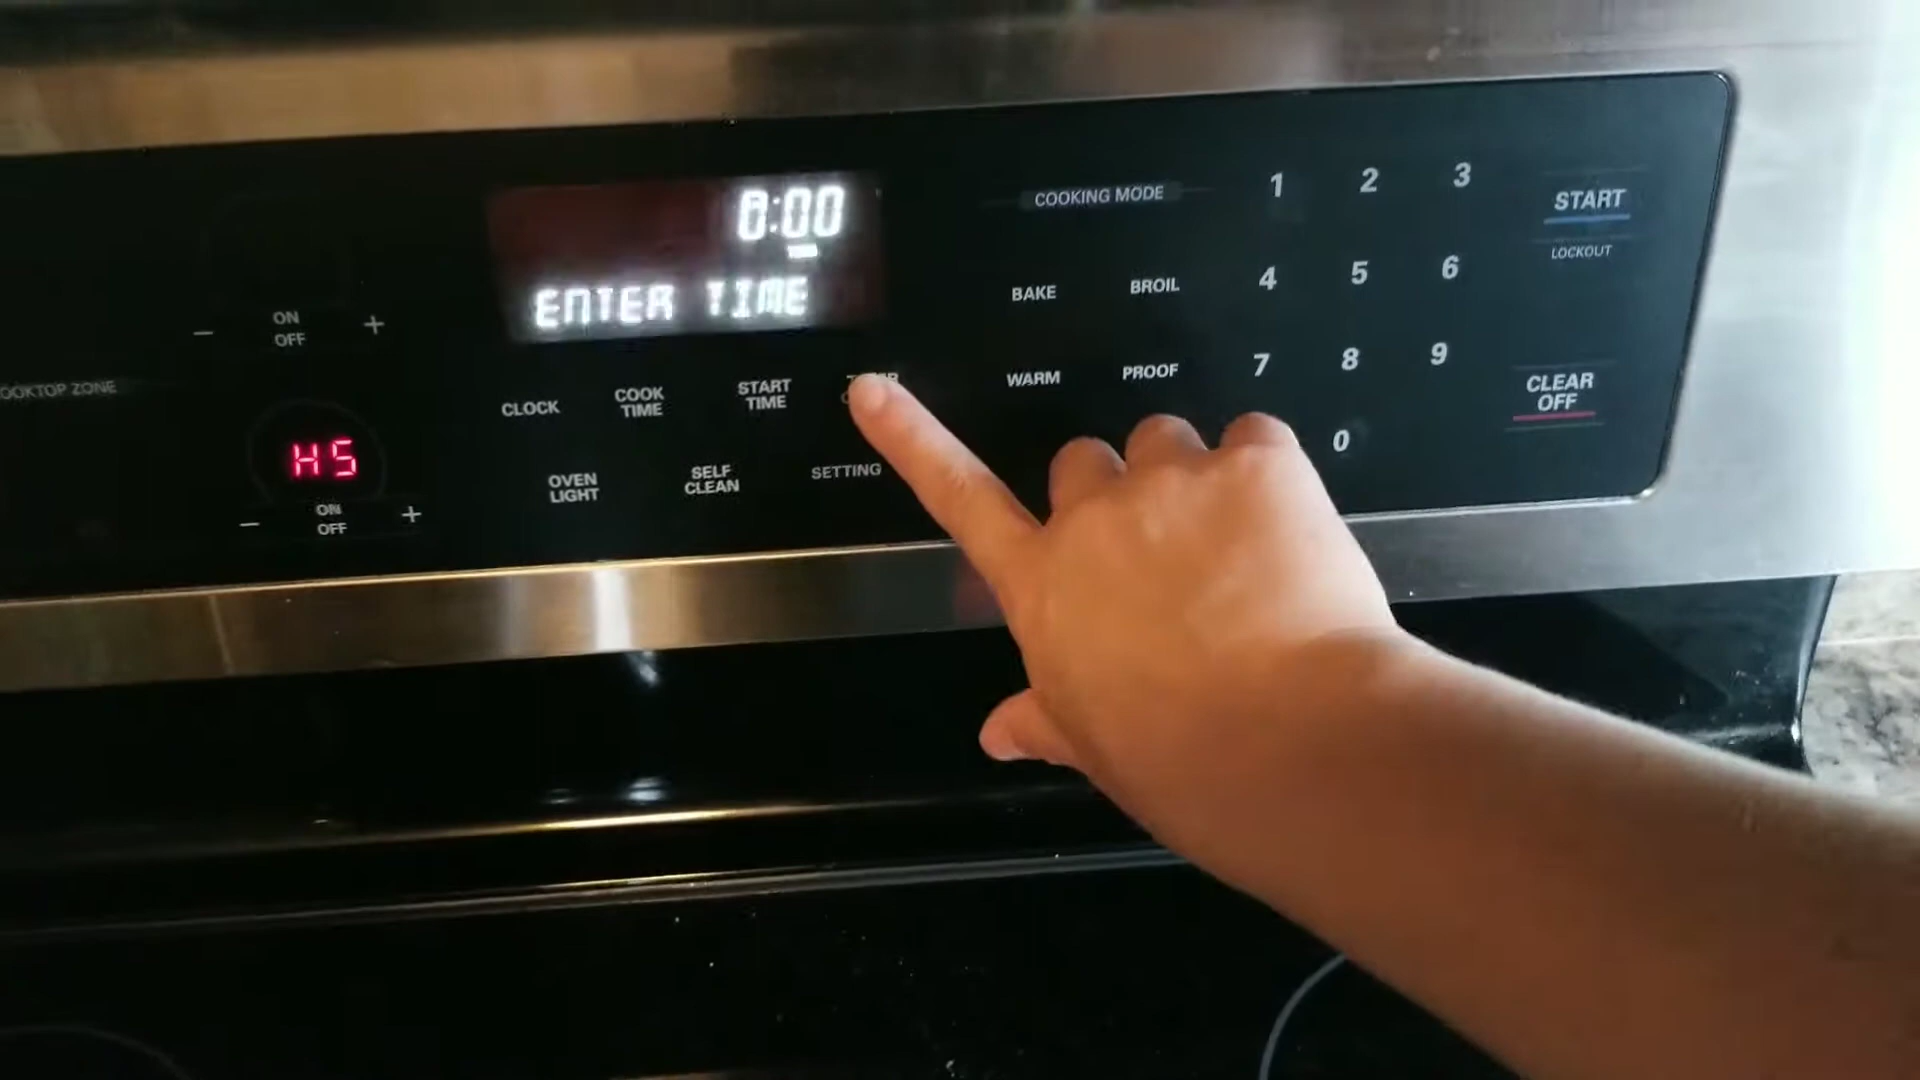 8:00
ENTER TIME
COOKING MODE
1 2 3
START
LOCKOUT
BAKE BROIL
4 5 6
ON
OFF
- +
OOKTOP ZONE
CLOCK
COOK
TIME
START
TIME
WARM PROOF
7 8 9
CLEAR
OFF
0
H5
ON
OFF
- +
OVEN
LIGHT
SELF
CLEAN
SETTING